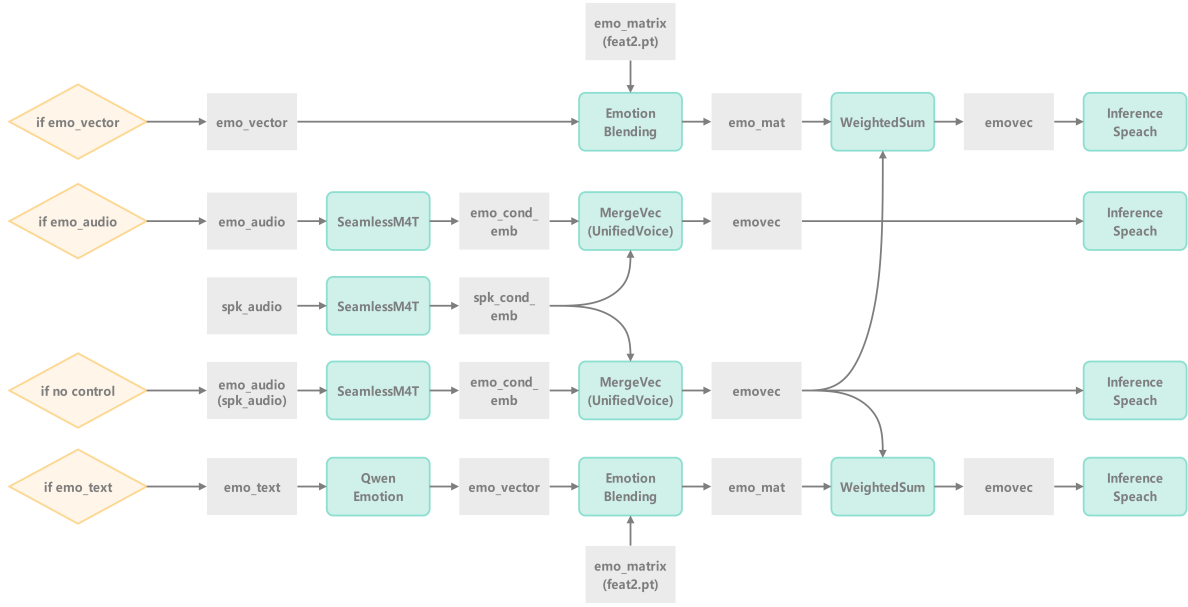 emo_matrix
(feat2.pt)
if emo_vector
emo_vector
Emotion
Blending
emo_mat
WeightedSum
emovec
Inference
Speach
if emo_audio
emo_audio
SeamlessM4T
emo_cond_
emb
MergeVec
(UnifiedVoice)
emovec
Inference
Speach
spk_audio
SeamlessM4T
spk_cond_
emb
if no control
emo_audio
(spk_audio)
SeamlessM4T
emo_cond_
emb
MergeVec
(UnifiedVoice)
emovec
Inference
Speach
if emo_text
emo_text
Qwen
Emotion
emo_vector
Emotion
Blending
emo_mat
WeightedSum
emovec
Inference
Speach
emo_matrix
(feat2.pt)